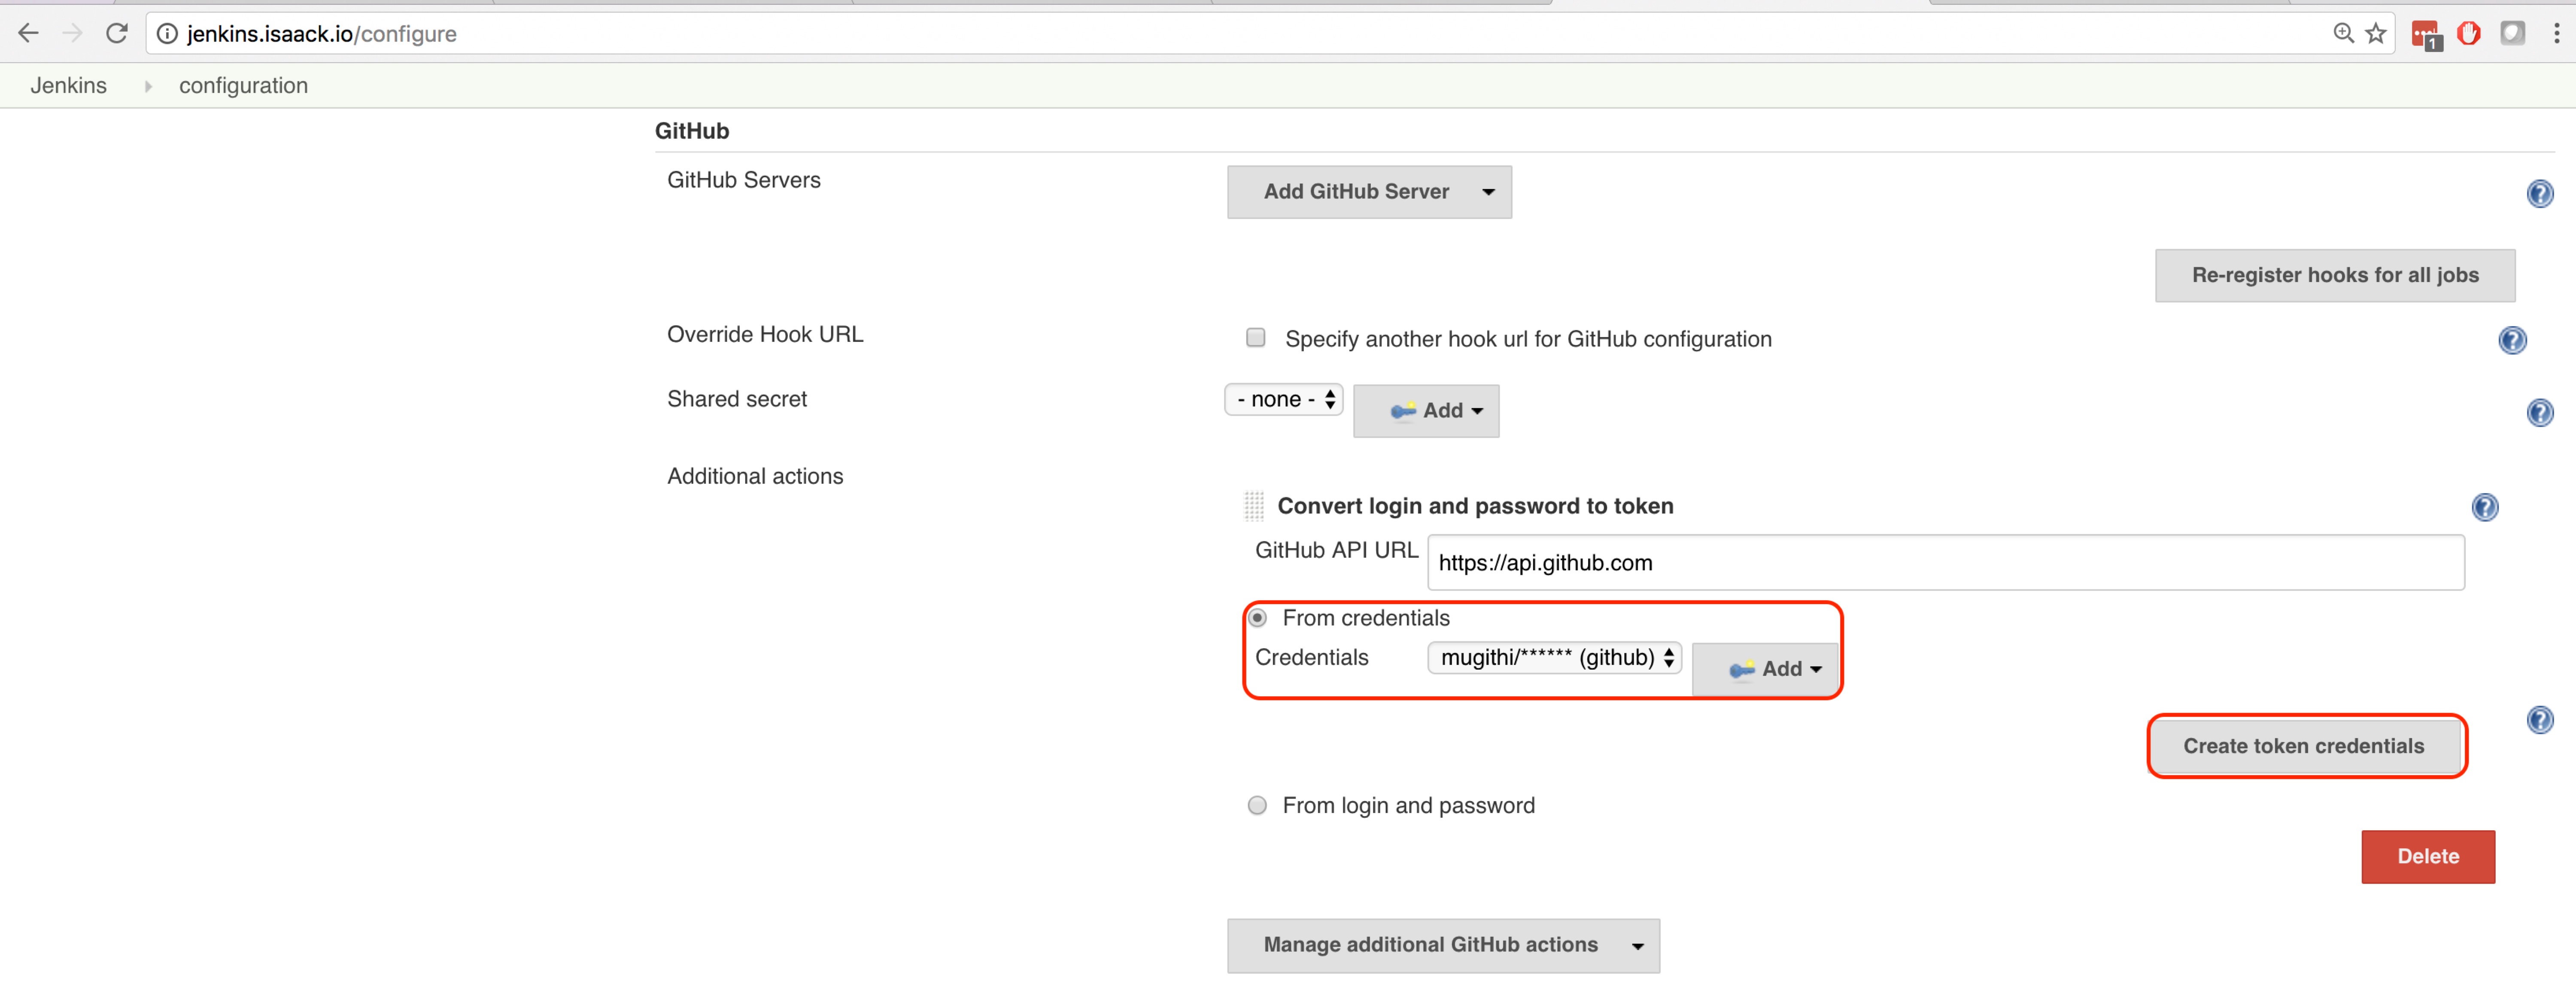 jenkins.isaack.io/configure
1
Jenkins configuration
GitHub
GitHub Servers
Add GitHub Server
Re-register hooks for all jobs
Override Hook URL
Specify another hook url for GitHub configuration
Shared secret
- none -
Add
Additional actions
Convert login and password to token
GitHub API URL
https://api.github.com
From credentials
Credentials
mugithi/****** (github)
Add
Create token credentials
From login and password
Delete
Manage additional GitHub actions